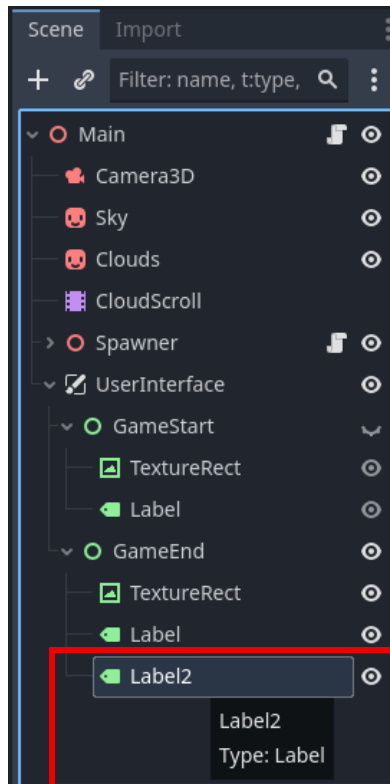 Scene Import
Filter: name, t:type,
Main
Camera3D
Sky
Clouds
CloudScroll
Spawner
UserInterface
GameStart
TextureRect
Label
GameEnd
TextureRect
Label
Label2
Label2
Type: Label